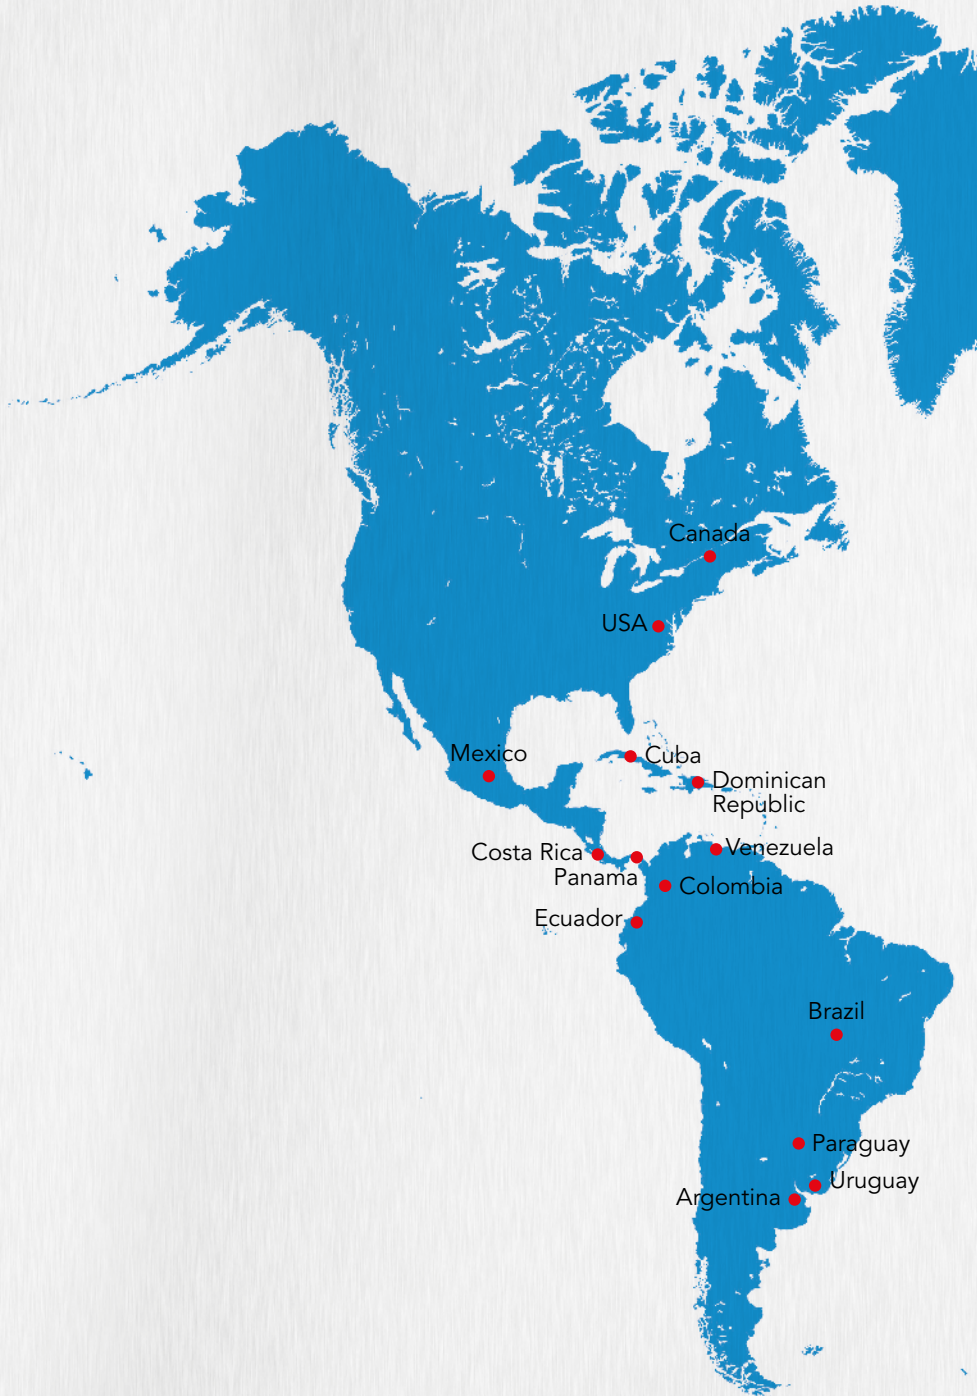 Canada
USA
Mexico
Cuba
Dominican
Republic
Costa Rica
Venezuela
Panama
Colombia
Ecuador
Brazil
Paraguay
Uruguay
Argentina